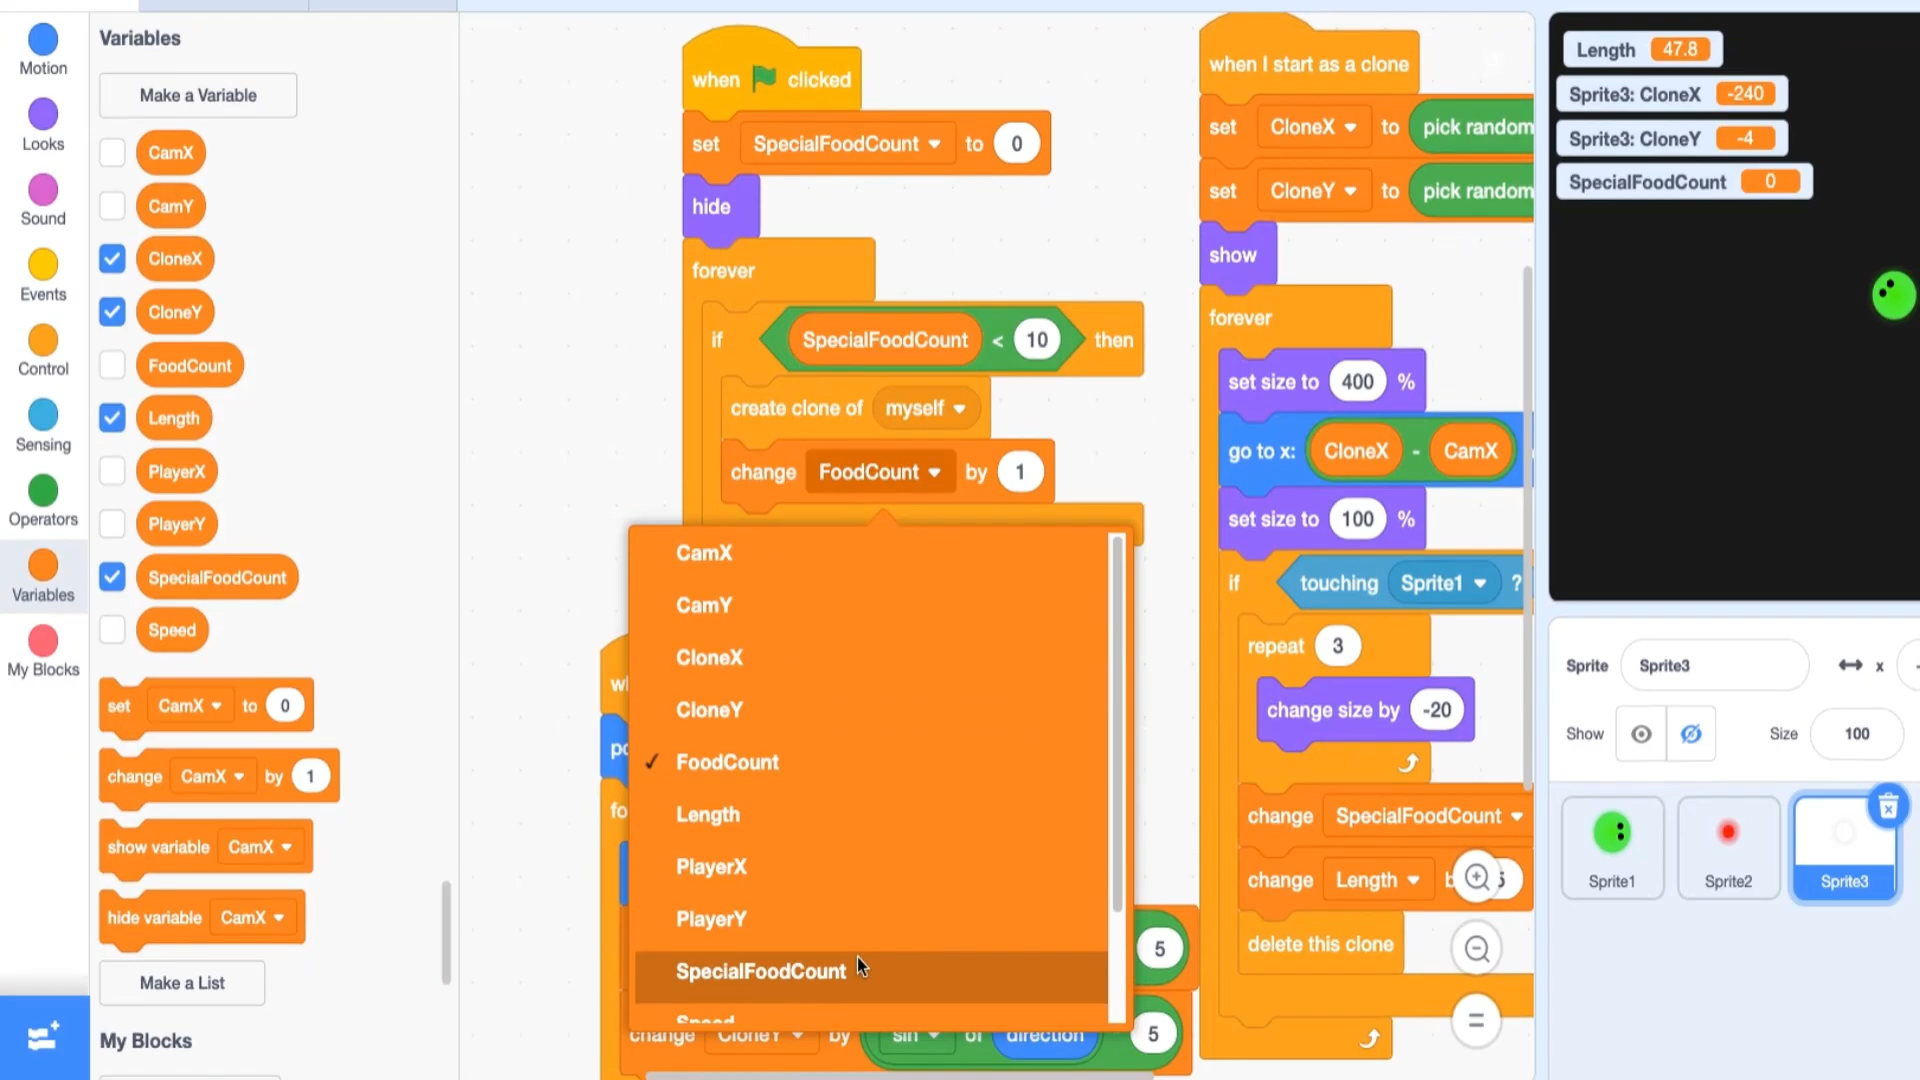 Motion
Looks
Sound
Events
Control
Sensing
Operators
Variables
My Blocks
Variables
Make a Variable
CamX
CamY
CloneX
CloneY
FoodCount
Length
PlayerX
PlayerY
SpecialFoodCount
Speed
set CamX to 0
change CamX by 1
show variable CamX
hide variable CamX
Make a List
My Blocks
when clicked
set SpecialFoodCount to 0
hide
forever
if SpecialFoodCount < 10 then
create clone of myself
change FoodCount by 1
CamX
CamY
CloneX
CloneY
✓ FoodCount
Length
PlayerX
PlayerY
SpecialFoodCount
Speed
5
change CloneY by sin of direction 5
when I start as a clone
set CloneX to pick random
set CloneY to pick random
show
forever
set size to 400 %
go to x: CloneX - CamX
set size to 100 %
if touching Sprite1 ?
repeat 3
change size by -20
change SpecialFoodCount
change Length
delete this clone
Length 47.8
Sprite3: CloneX -240
Sprite3: CloneY -4
SpecialFoodCount 0
Sprite Sprite3 x
Show Size 100
Sprite1
Sprite2
Sprite3